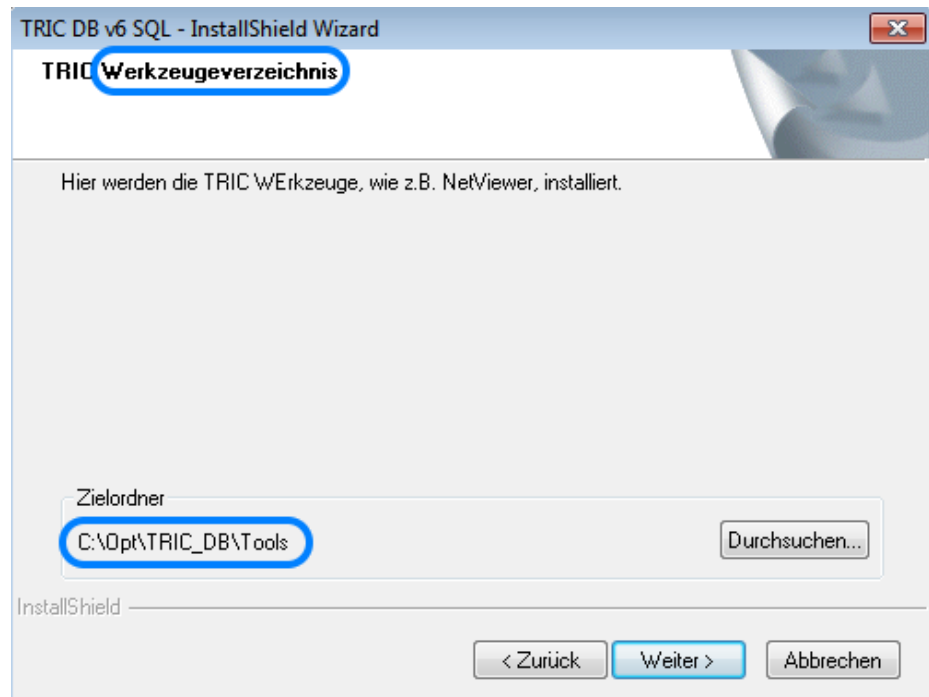 TRIC DB v6 SQL - InstallShield Wizard
TRIC Werkzeugeverzeichnis
Hier werden die TRIC WErkzeuge, wie z.B. NetViewer, installiert.
Zielordner
C:\Opt\TRIC_DB\Tools
Durchsuchen...
InstallShield
< Zurück Weiter > Abbrechen